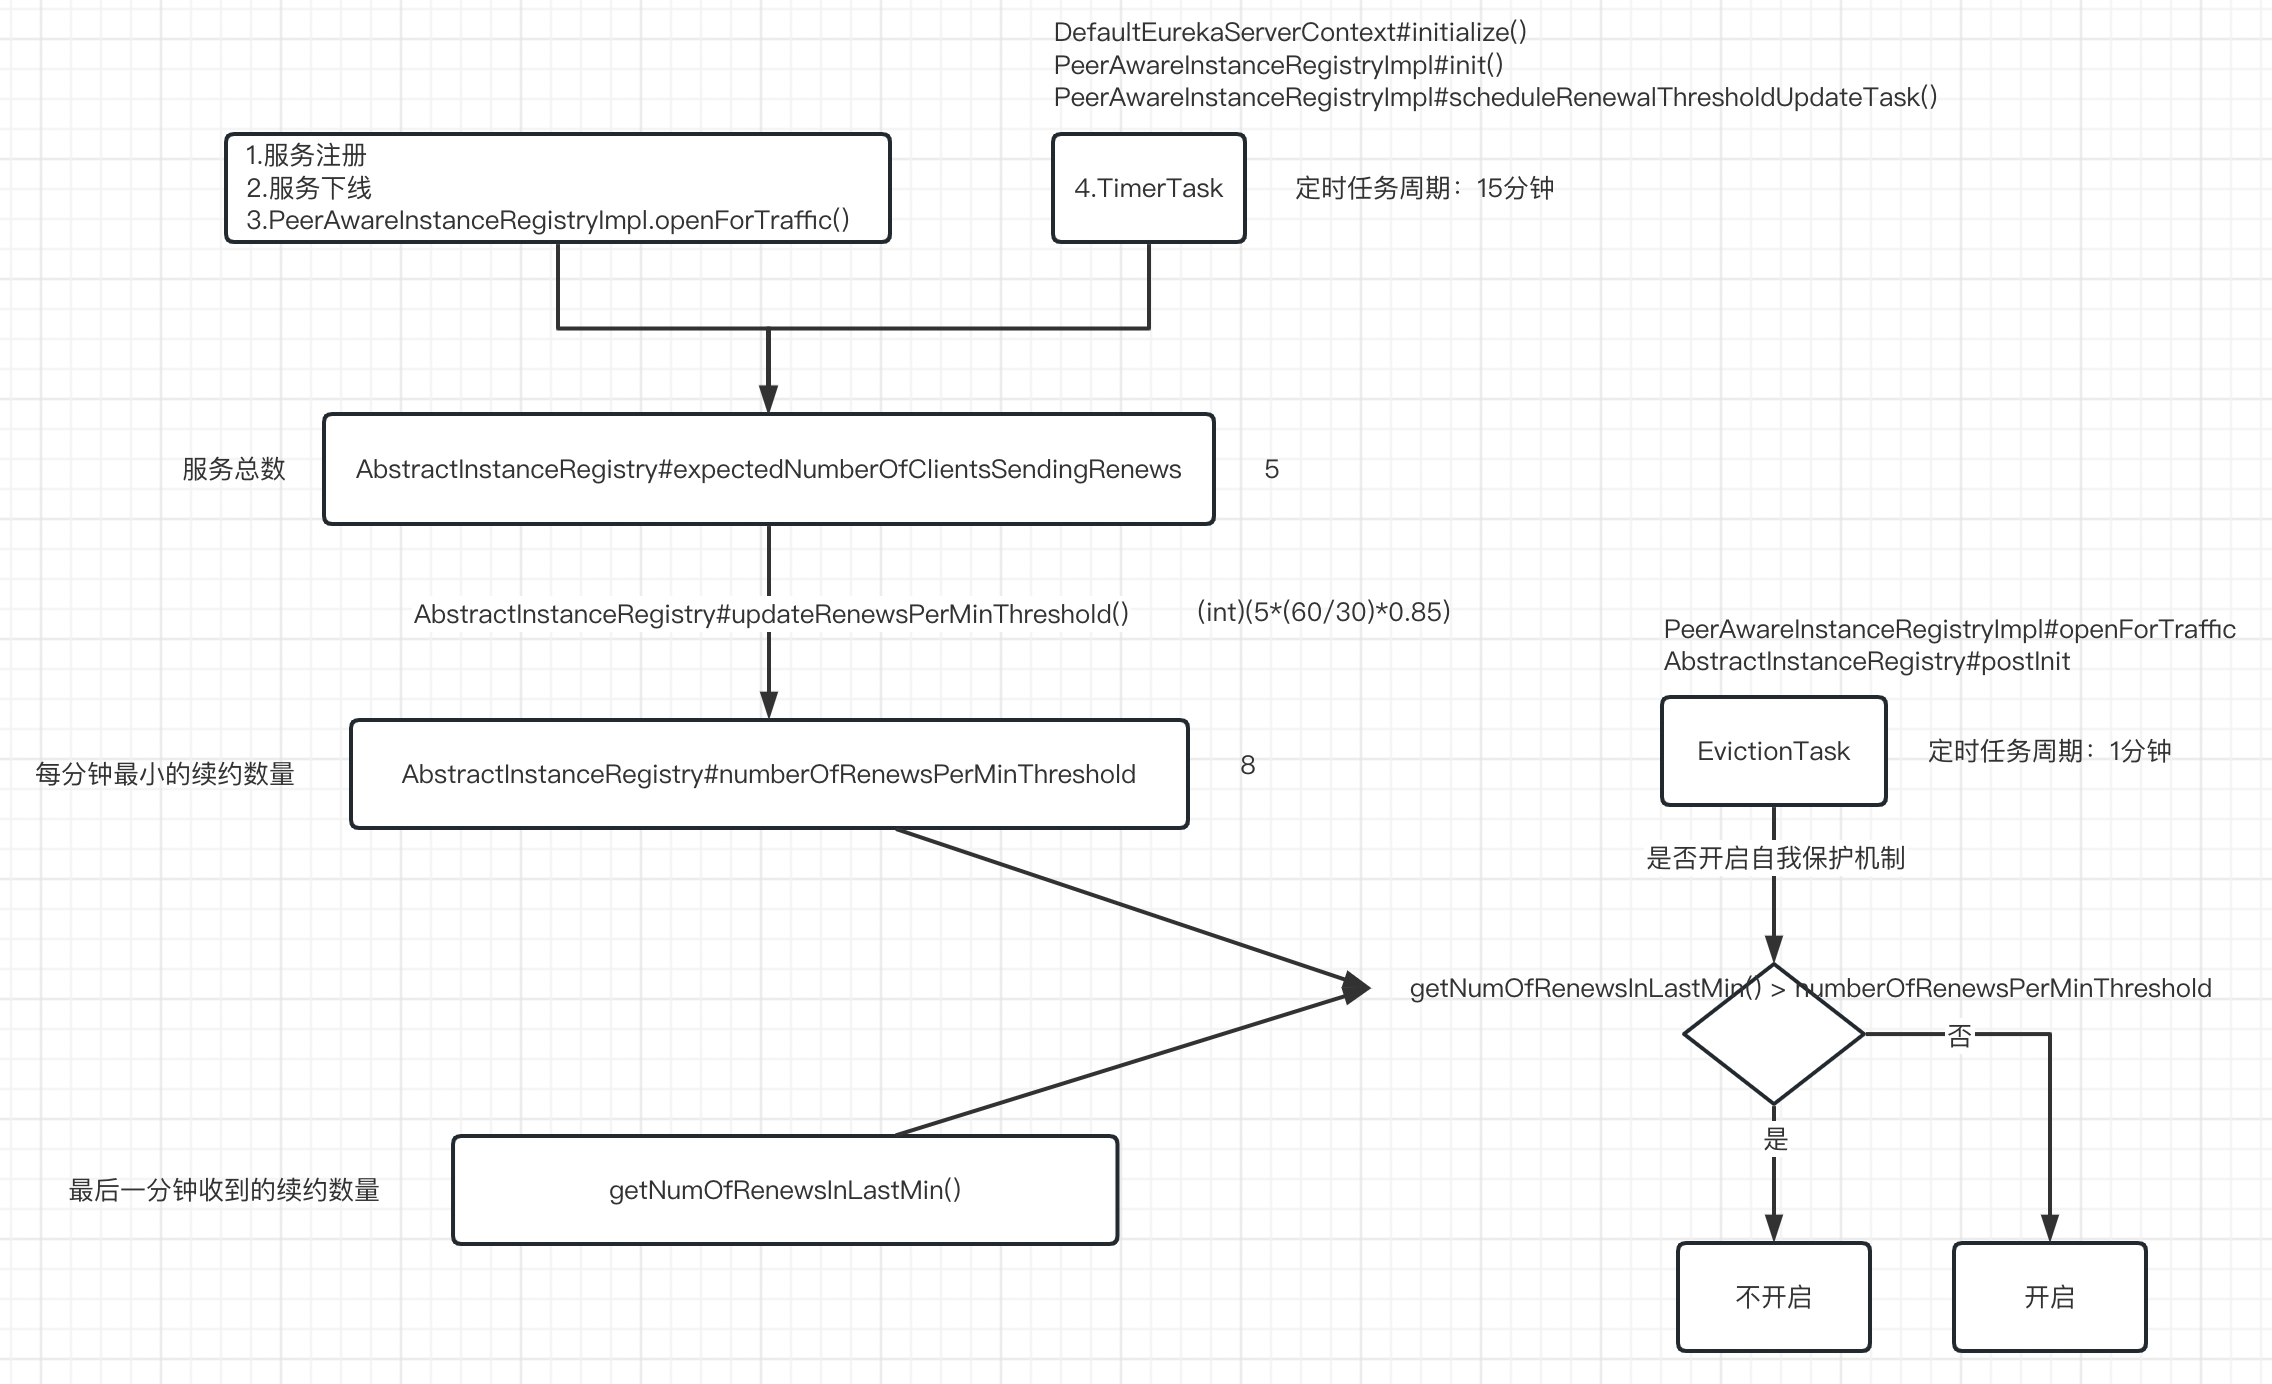 DefaultEurekaServerContext#initialize()
PeerAwareInstanceRegistryImpl#init()
PeerAwareInstanceRegistryImpl#scheduleRenewalThresholdUpdateTask()
1.服务注册
2.服务下线
3.PeerAwareInstanceRegistryImpl.openForTraffic()
4.TimerTask
定时任务周期：15分钟
服务总数
AbstractInstanceRegistry#expectedNumberOfClientsSendingRenews
5
AbstractInstanceRegistry#updateRenewsPerMinThreshold()
(int)(5*(60/30)*0.85)
PeerAwareInstanceRegistryImpl#openForTraffic
AbstractInstanceRegistry#postInit
每分钟最小的续约数量
AbstractInstanceRegistry#numberOfRenewsPerMinThreshold
8
EvictionTask
定时任务周期：1分钟
是否开启自我保护机制
getNumOfRenewsInLastMin() > numberOfRenewsPerMinThreshold
否
是
最后一分钟收到的续约数量
getNumOfRenewsInLastMin()
不开启
开启